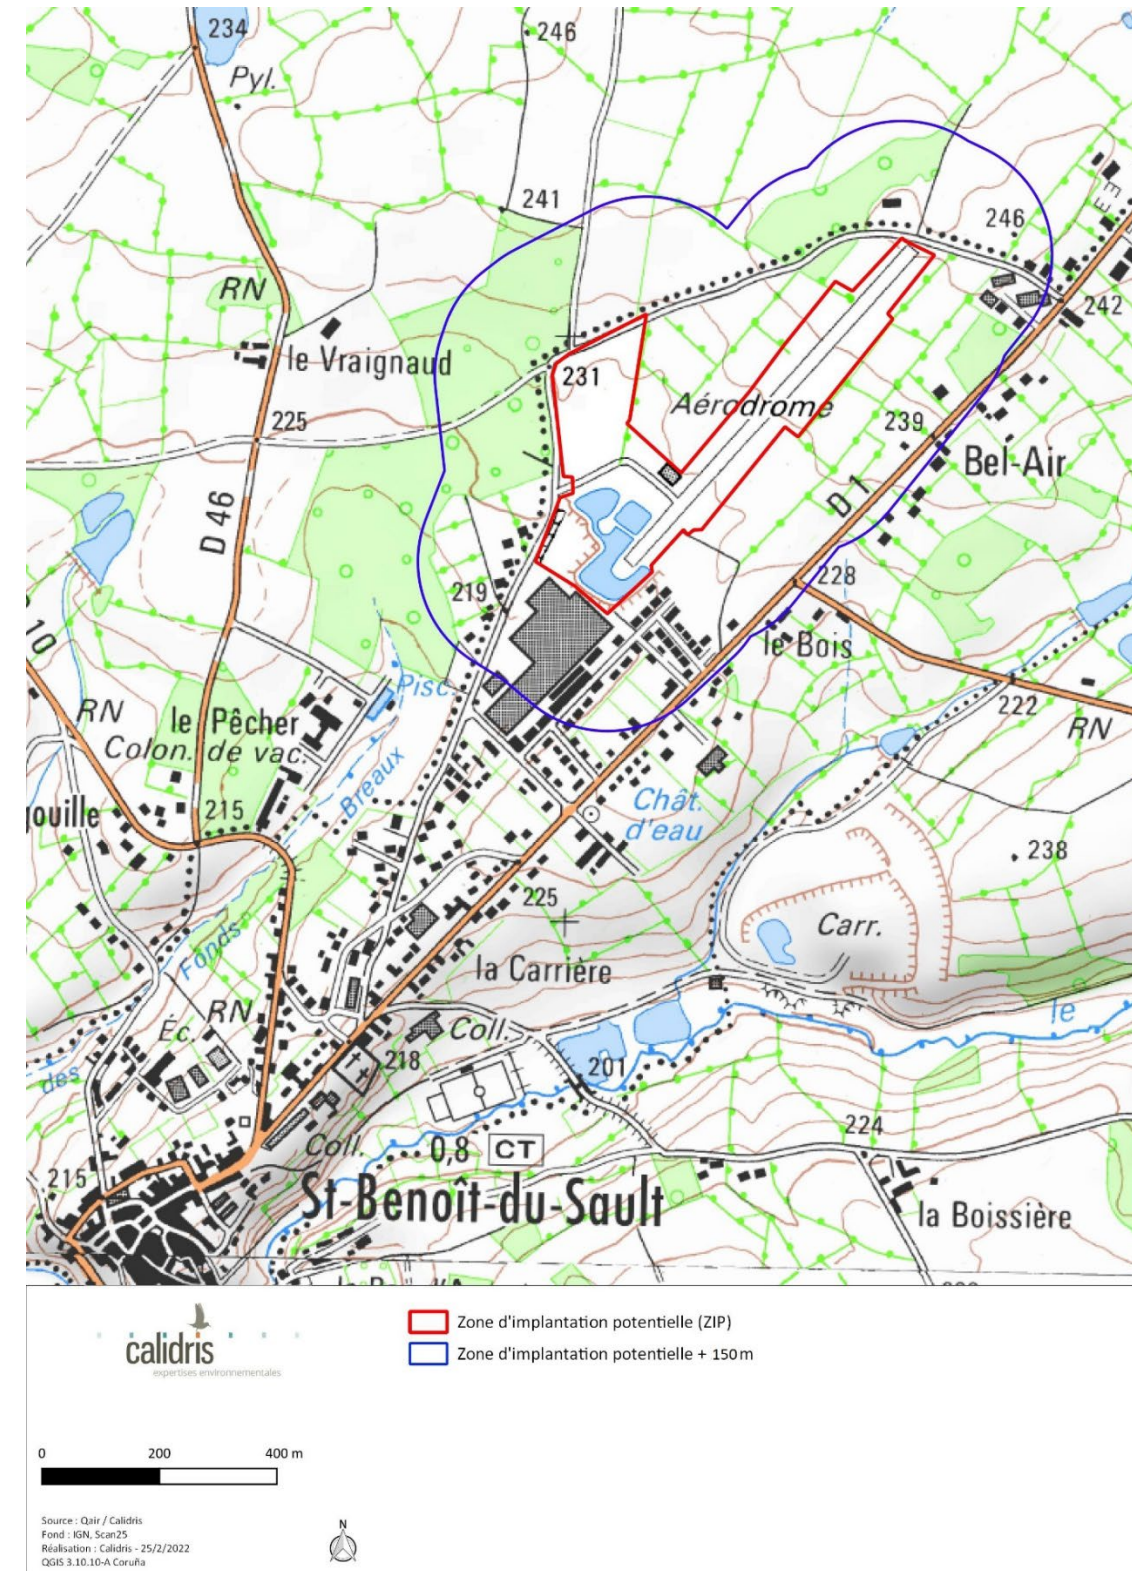 234
246
Pyl.
241
246
RN
242
le Vraignaud
231
Aérodrome
225
239
Bel-Air
D 46
D 1
219
228
le Bois
10
Pisc
222
RN
le Pêcher
RN
Colon. de vac.
Breaux
215
gouille
Chât.
d'eau
238
225
Carr.
Fonds
la Carrière
RN
Coll.
le
Éc.
218
201
des
224
Coll.
0,8 CT
215
St-Benoît-du-Sault
la Boissière
calidris
expertises environnementales
Zone d'implantation potentielle (ZIP)
Zone d'implantation potentielle + 150 m
0 200 400 m
Source : Qair / Calidris
Fond : IGN, Scan25
Réalisation : Calidris - 25/2/2022
QGIS 3.10.10-A Coruña
N